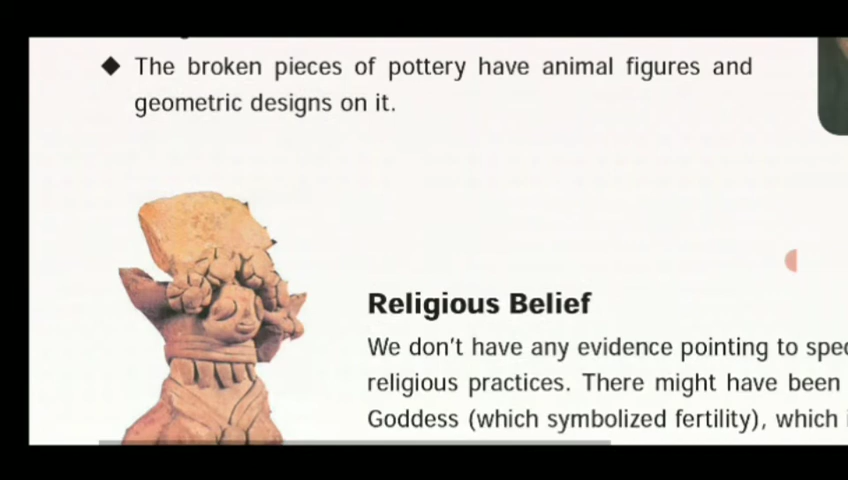 ◆ The broken pieces of pottery have animal figures and
geometric designs on it.
Religious Belief
We don't have any evidence pointing to
religious practices. There might have been
Goddess (which symbolized fertility), which